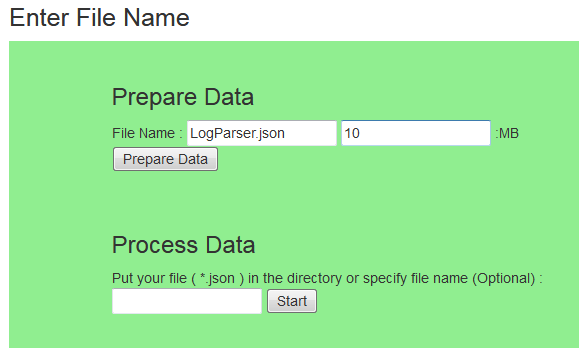 Enter File Name
Prepare Data
File Name : LogParser.json 10 :MB
Prepare Data
Process Data
Put your file ( *.json ) in the directory or specify file name (Optional) :
Start